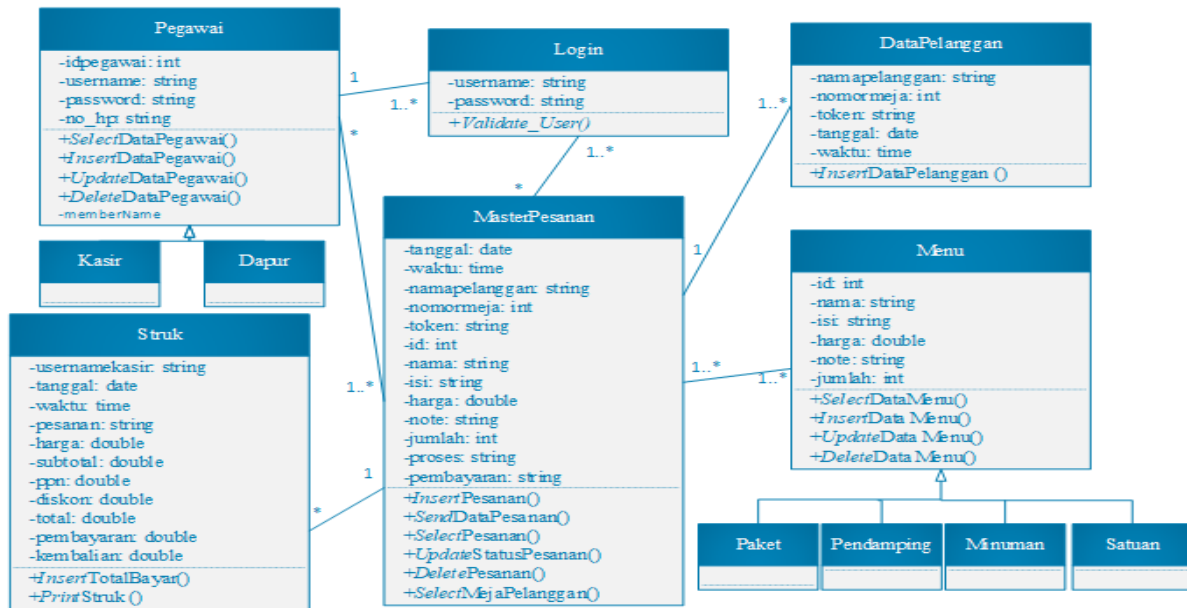 Pegawai
-idpegawai: int
-username: string
-password: string
-no_hp: string
+SelectDataPegawai()
+InsertDataPegawai()
+UpdateDataPegawai()
+DeleteDataPegawai()
-memberName
Kasir
Dapur
Login
-username: string
-password: string
+Validate_User()
DataPelanggan
-namapelanggan: string
-nomormeja: int
-token: string
-tanggal: date
-waktu: time
+InsertDataPelanggan ()
1
1..*
*
1..*
1..*
*
1..*
1
MasterPesanan
-tanggal: date
-waktu: time
-namapelanggan: string
-nomormeja: int
-token: string
-id: int
-nama: string
-isi: string
-harga: double
-note: string
-jumlah: int
-proses: string
-pembayaran: string
+InsertPesanan()
+SendDataPesanan()
+SelectPesanan()
+UpdateStatusPesanan()
+DeletePesanan()
+SelectMejaPelanggan()
Menu
-id: int
-nama: string
-isi: string
-harga: double
-note: string
-jumlah: int
+SelectDataMenu()
+InsertData Menu()
+UpdateData Menu()
+DeleteData Menu()
1..*
1..*
Struk
-usernamekasir: string
-tanggal: date
-waktu: time
-pesanan: string
-harga: double
-subtotal: double
-ppn: double
-diskon: double
-total: double
-pembayaran: double
-kembalian: double
+InsertTotalBayar()
+PrintStruk ()
1
*
Paket
Pendamping
Minuman
Satuan